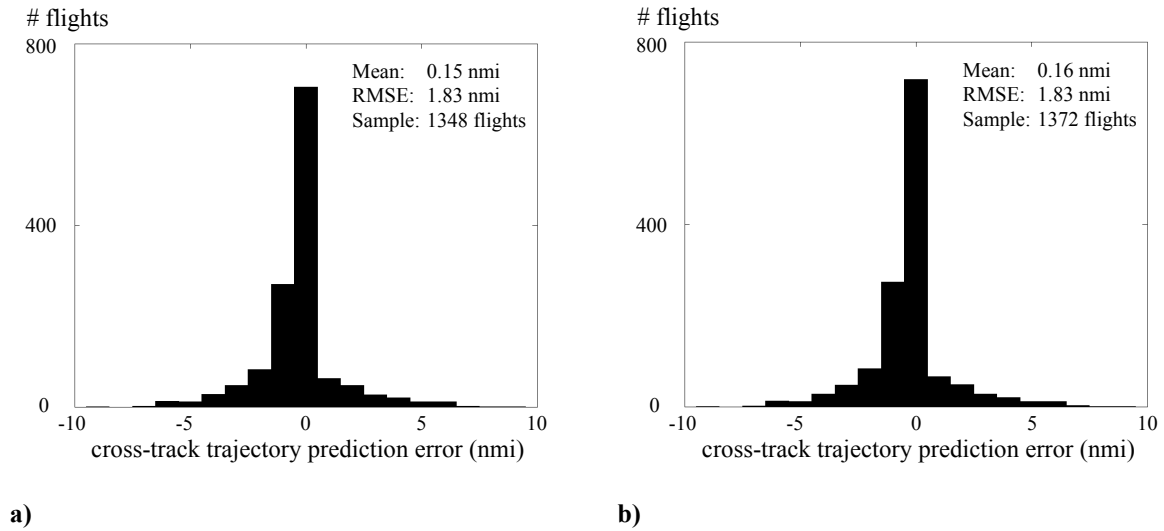 # flights
800
Mean: 0.15 nmi
RMSE: 1.83 nmi
Sample: 1348 flights
400
0
-10 -5 0 5 10
cross-track trajectory prediction error (nmi)
a)
# flights
800
Mean: 0.16 nmi
RMSE: 1.83 nmi
Sample: 1372 flights
400
0
-10 -5 0 5 10
cross-track trajectory prediction error (nmi)
b)